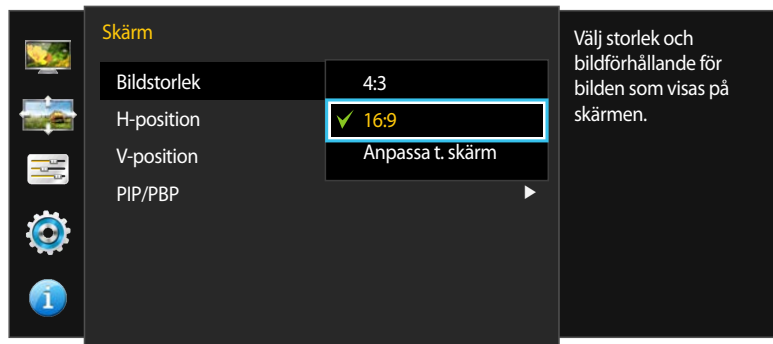 Skärm
Bildstorlek
4:3
H-position
16:9
V-position
Anpassa t. skärm
PIP/PBP
Välj storlek och
bildförhållande för
bilden som visas på
skärmen.